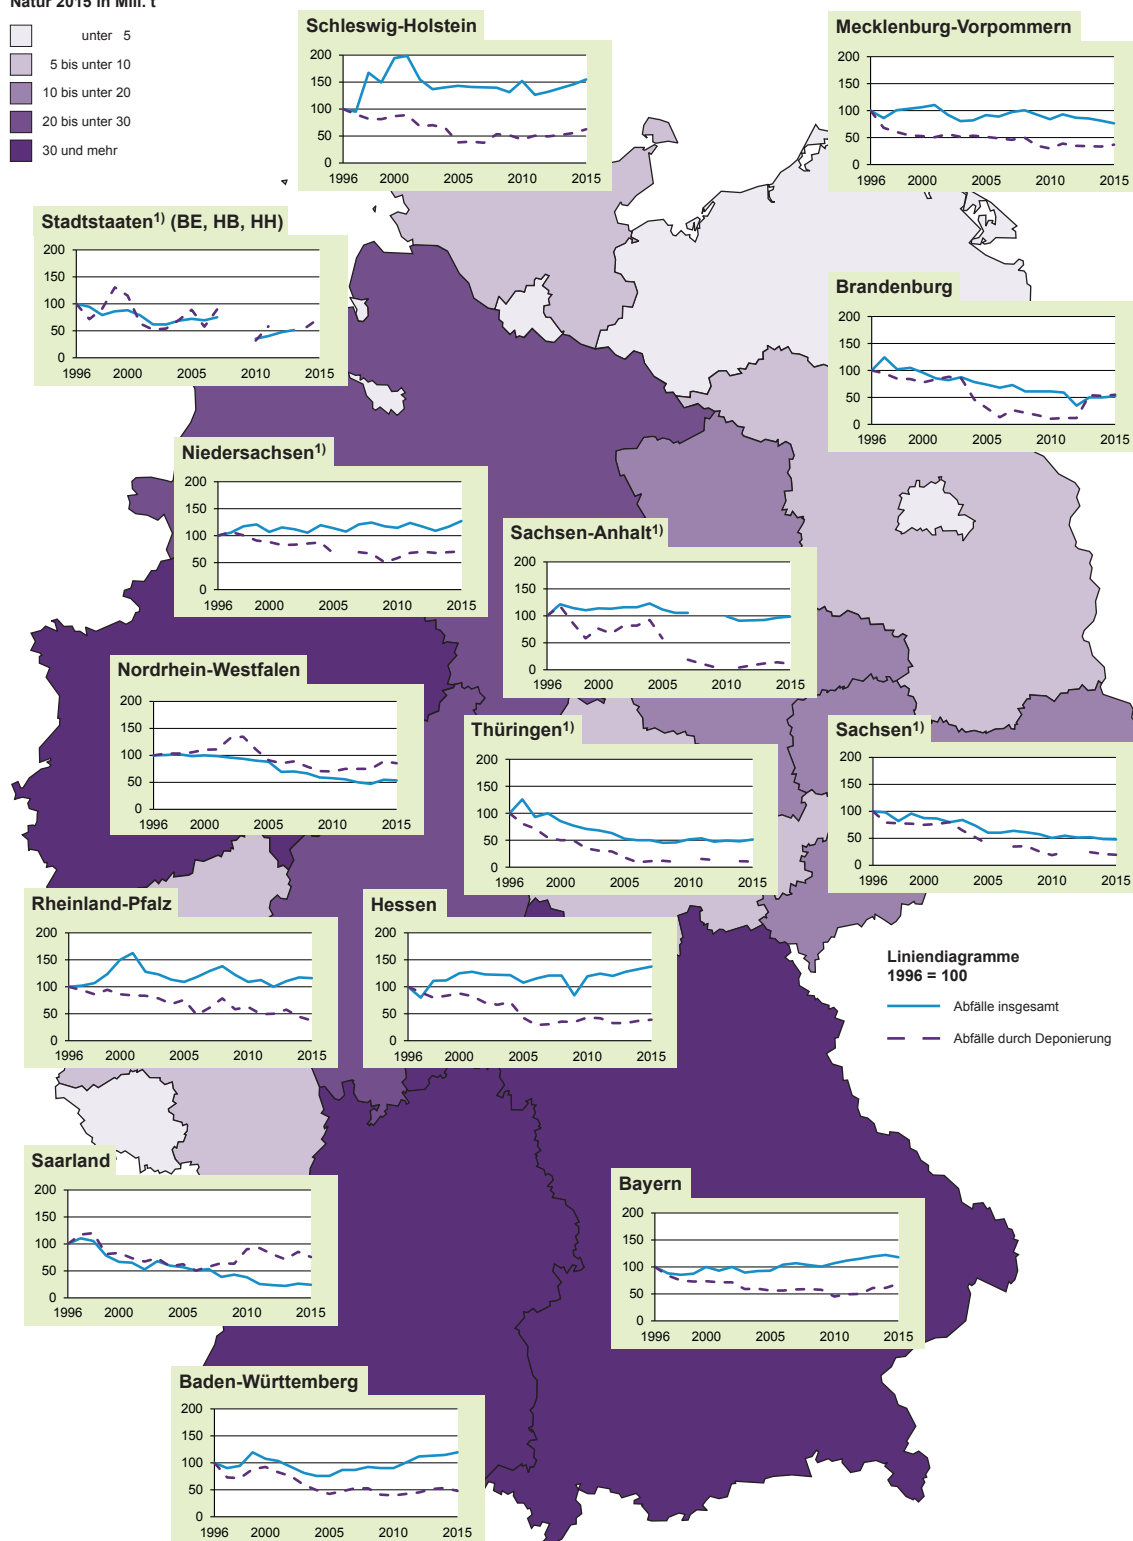 Natur 2015 in Mill. t
unter 5
5 bis unter 10
10 bis unter 20
20 bis unter 30
30 und mehr
Schleswig-Holstein
200
150
100
50
0
1996 2000 2005 2010 2015
Mecklenburg-Vorpommern
200
150
100
50
0
1996 2000 2005 2010 2015
Stadtstaaten1) (BE, HB, HH)
200
150
100
50
0
1996 2000 2005 2010 2015
Brandenburg
200
150
100
50
0
1996 2000 2005 2010 2015
Niedersachsen1)
200
150
100
50
0
1996 2000 2005 2010 2015
Sachsen-Anhalt1)
200
150
100
50
0
1996 2000 2005 2010 2015
Nordrhein-Westfalen
200
150
100
50
0
1996 2000 2005 2010 2015
Thüringen1)
200
150
100
50
0
1996 2000 2005 2010 2015
Sachsen1)
200
150
100
50
0
1996 2000 2005 2010 2015
Rheinland-Pfalz
200
150
100
50
0
1996 2000 2005 2010 2015
Hessen
200
150
100
50
0
1996 2000 2005 2010 2015
Liniendiagramme
1996 = 100
Abfälle insgesamt
Abfälle durch Deponierung
Saarland
200
150
100
50
0
1996 2000 2005 2010 2015
Bayern
200
150
100
50
0
1996 2000 2005 2010 2015
Baden-Württemberg
200
150
100
50
0
1996 2000 2005 2010 2015